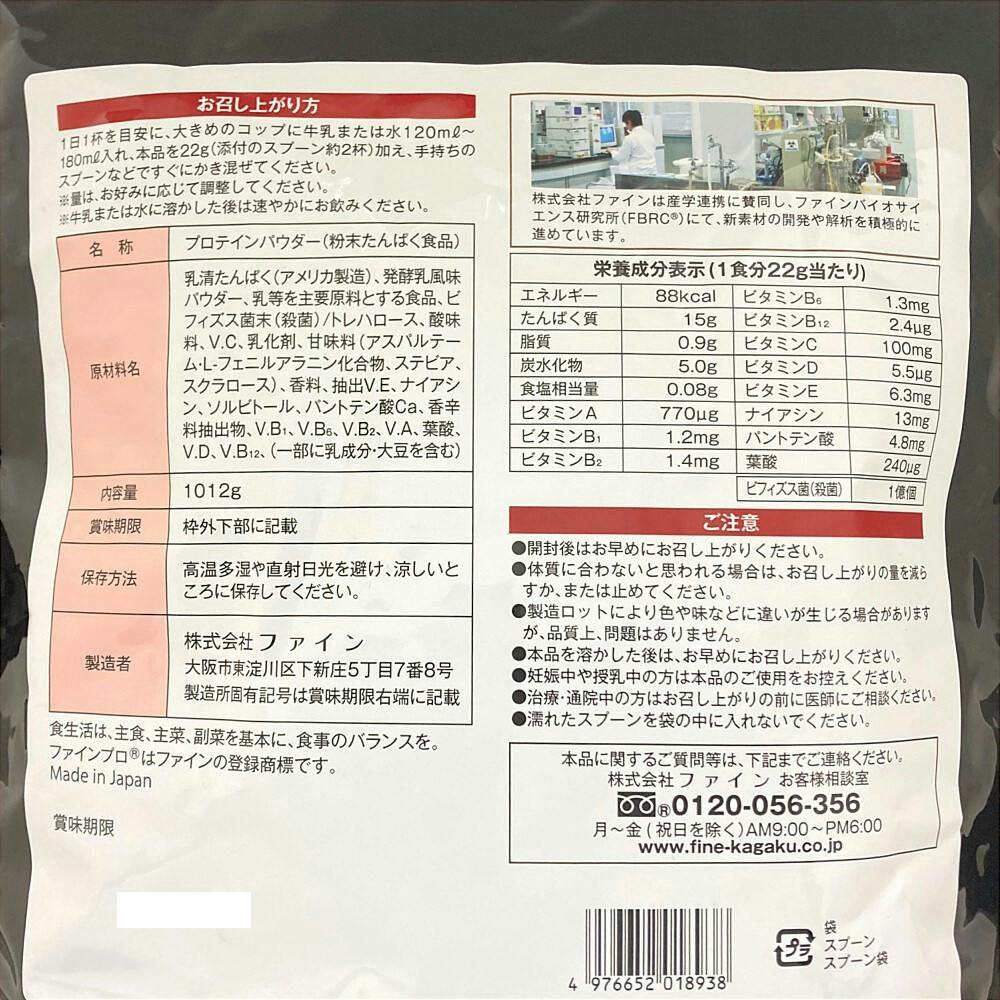 お召し上がり方
1日1杯を目安に、大きめのコップに牛乳または水120mℓ〜
180mℓ入れ、本品を22g(添付のスプーン約2杯)加え、手持ちの
スプーンなどですぐにかき混ぜてください。
※量は、お好みに応じて調整してください。
※牛乳または水に溶かした後は速やかにお飲みください。
名 称 プロテインパウダー(粉末たんぱく食品)
原材料名
乳清たんぱく(アメリカ製造)、発酵乳風味
パウダー、乳等を主要原料とする食品、ビ
フィズス菌末(殺菌)/トレハロース、酸味
料、V.C、乳化剤、甘味料(アスパルテー
ム・L-フェニルアラニン化合物、ステビア、
スクラロース)、香料、抽出V.E、ナイアシ
ン、ソルビトール、パントテン酸Ca、香辛
料抽出物、V.B1、V.B6、V.B2、V.A、葉酸、
V.D、V.B12、(一部に乳成分・大豆を含む)
内容量 1012g
賞味期限 枠外下部に記載
保存方法
高温多湿や直射日光を避け、涼しいと
ころに保存してください。
製造者
株式会社 ファイン
大阪市東淀川区下新庄5丁目7番8号
製造所固有記号は賞味期限右端に記載
食生活は、主食、主菜、副菜を基本に、食事のバランスを。
ファインプロ®はファインの登録商標です。
Made in Japan
賞味期限
株式会社ファインは産学連携に賛同し、ファインバイオサイ
エンス研究所(FBRC®)にて、新素材の開発や解析を積極的に
進めています。
栄養成分表示(1食分22g当たり)
エネルギー 88kcal ビタミンB6 1.3mg
たんぱく質 15g ビタミンB12 2.4μg
脂質 0.9g ビタミンC 100mg
炭水化物 5.0g ビタミンD 5.5μg
食塩相当量 0.08g ビタミンE 6.3mg
ビタミンA 770μg ナイアシン 13mg
ビタミンB1 1.2mg パントテン酸 4.8mg
ビタミンB2 1.4mg 葉酸 240μg
ビフィズス菌(殺菌) 1億個
ご注意
●開封後はお早めにお召し上がりください。
●体質に合わないと思われる場合は、お召し上がりの量を減ら
すか、または止めてください。
●製造ロットにより色や味などに違いが生じる場合があります
が、品質上、問題はありません。
●本品を溶かした後は、お早めにお召し上がりください。
●妊娠中や授乳中の方は本品のご使用をお控えください。
●治療・通院中の方はお召し上がりの前に医師にご相談ください。
●濡れたスプーンを袋の中に入れないでください。
本品に関するご質問等は、下記までご連絡ください。
株式会社 ファイン お客様相談室
®0120-056-356
月〜金(祝日を除く)AM9:00〜PM6:00
www.fine-kagaku.co.jp
プラ
袋
スプーン
スプーン袋
4 976652 018938